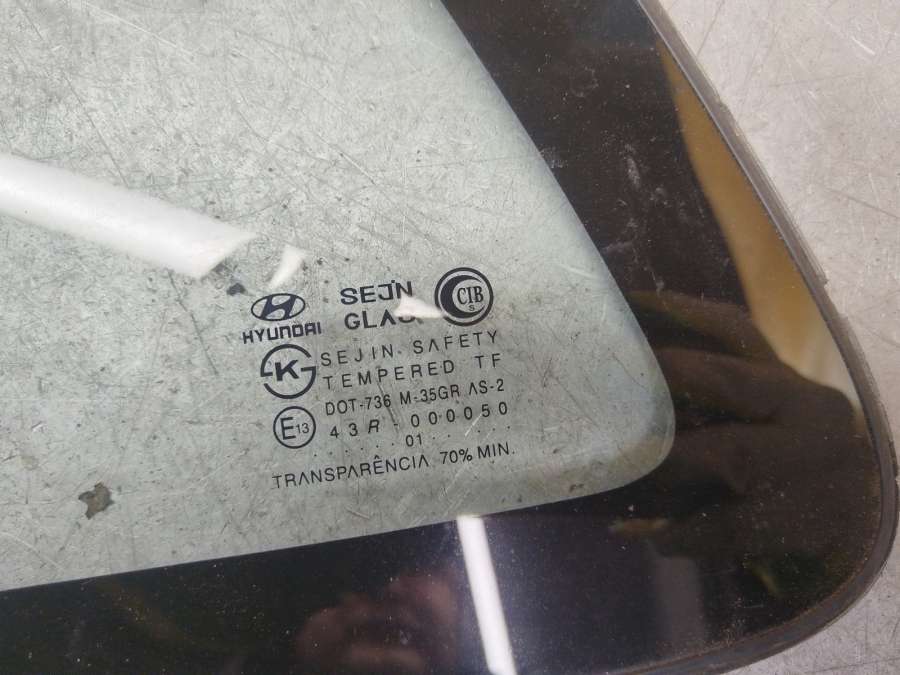 SEJIN
GLAS
CIB
S
HYUNDAI
SEJIN SAFETY
TEMPERED TF
DOT-736 M-35GR AS-2
E13
43R-000050
. . . . . 01 . . . . . .
TRANSPARÊNCIA 70% MIN.